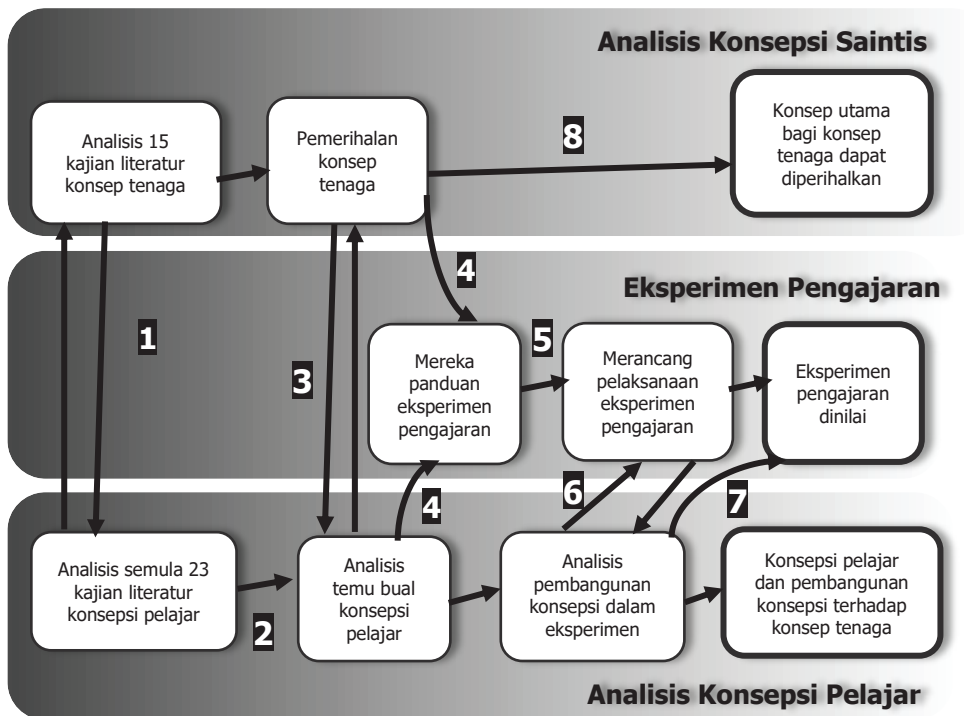 Analisis Konsepsi Saintis
Analisis 15
kajian literatur
konsep tenaga
Pemerihalan
konsep
tenaga
8
Konsep utama
bagi konsep
tenaga dapat
diperihalkan
4
Eksperimen Pengajaran
1
3
Mereka
panduan
eksperimen
pengajaran
5
Merancang
pelaksanaan
eksperimen
pengajaran
Eksperimen
pengajaran
dinilai
4
6
7
Analisis semula 23
kajian literatur
konsepsi pelajar
2
Analisis
temu bual
konsepsi
pelajar
Analisis
pembangunan
konsepsi dalam
eksperimen
Konsepsi pelajar
dan pembangunan
konsepsi terhadap
konsep tenaga
Analisis Konsepsi Pelajar